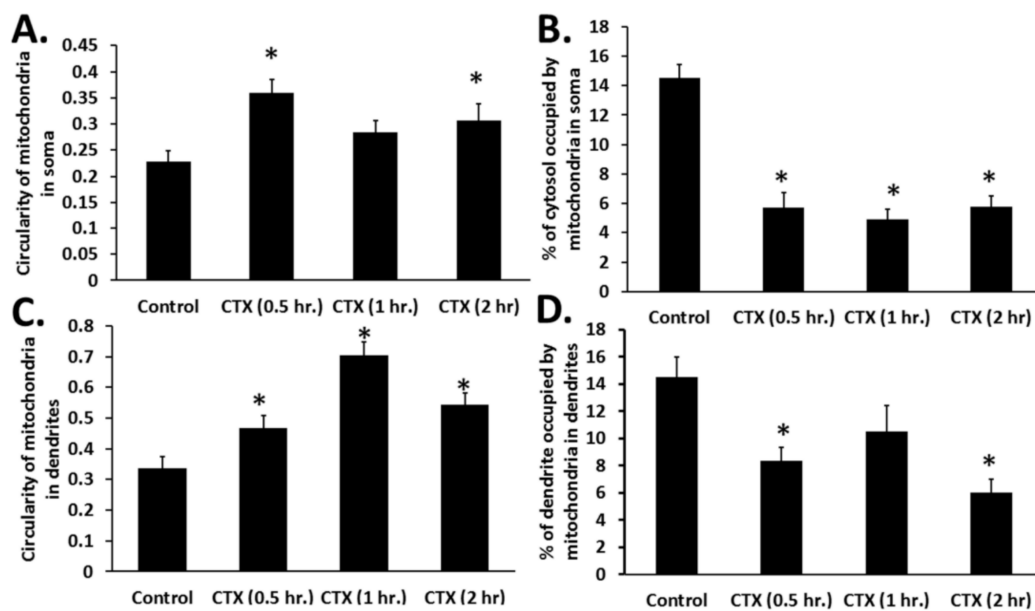 A.
Circularity of mitochondria
in soma
0.45
0.4
0.35
0.3
0.25
0.2
0.15
0.1
0.05
0
*
*
Control
CTX (0.5 hr.)
CTX (1 hr.)
CTX (2 hr)
B.
% of cytosol occupied by
mitochondria in soma
18
16
14
12
10
8
6
4
2
0
*
*
*
Control
CTX (0.5 hr.)
CTX (1 hr.)
CTX (2 hr)
C.
Circularity of mitochondria
in dendrites
0.8
0.7
0.6
0.5
0.4
0.3
0.2
0.1
0
*
*
*
Control
CTX (0.5 hr.)
CTX (1 hr.)
CTX (2 hr)
D.
% of dendrite occupied by
mitochondria in dendrites
18
16
14
12
10
8
6
4
2
0
*
*
Control
CTX (0.5 hr.)
CTX (1 hr.)
CTX (2 hr)